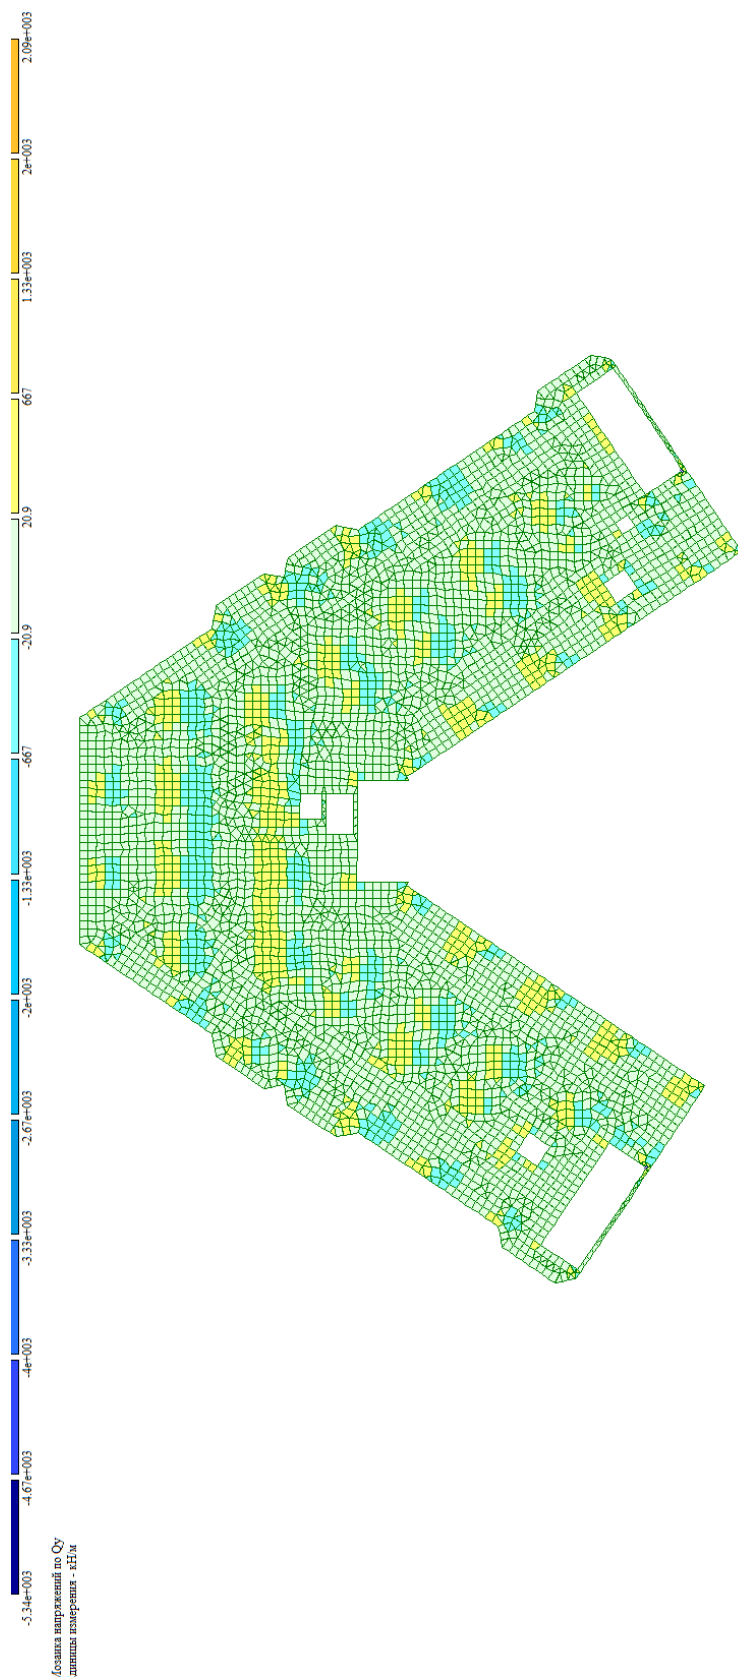 -5.34e+003 -4.67e+003 -4e+003 -3.33e+003 -2.67e+003 -2e+003 -1.33e+003 -667 -20.9 20.9 667 1.33e+003 2e+003 2.09e+003
Мозаика напряжений по Qy
Единицы измерения - кН/м